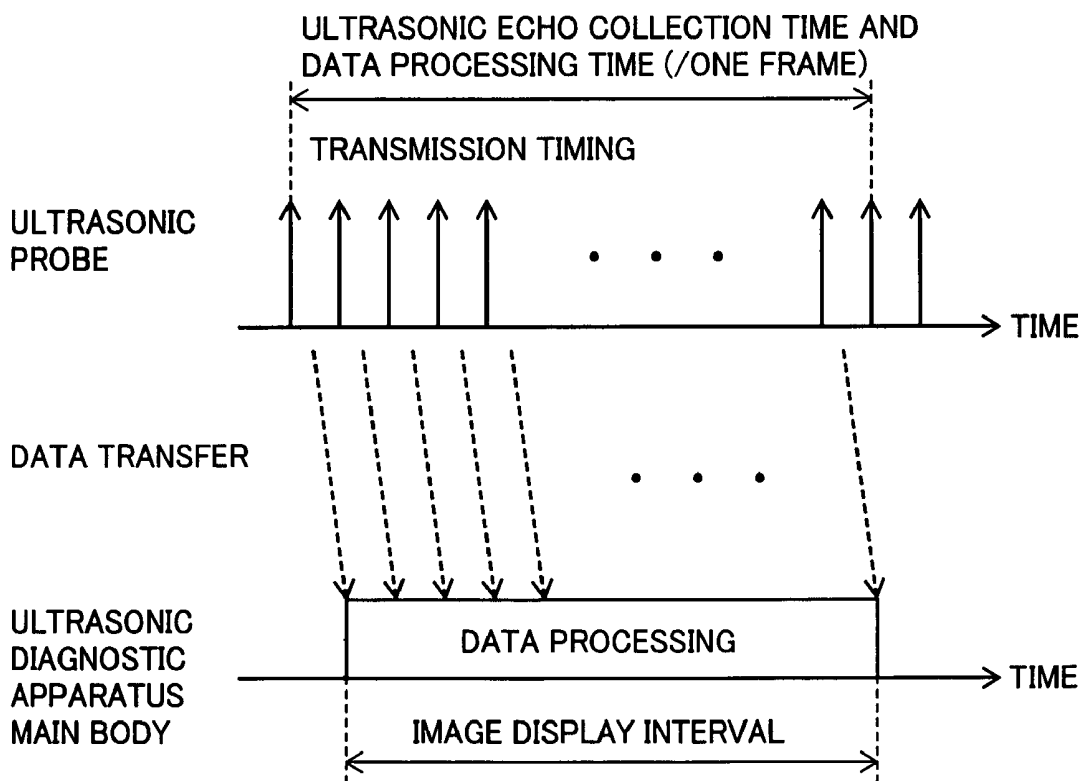 ULTRASONIC ECHO COLLECTION TIME AND
DATA PROCESSING TIME (/ONE FRAME)
TRANSMISSION TIMING
ULTRASONIC
PROBE
TIME
DATA TRANSFER
ULTRASONIC
DIAGNOSTIC
APPARATUS
MAIN BODY
DATA PROCESSING
TIME
IMAGE DISPLAY INTERVAL